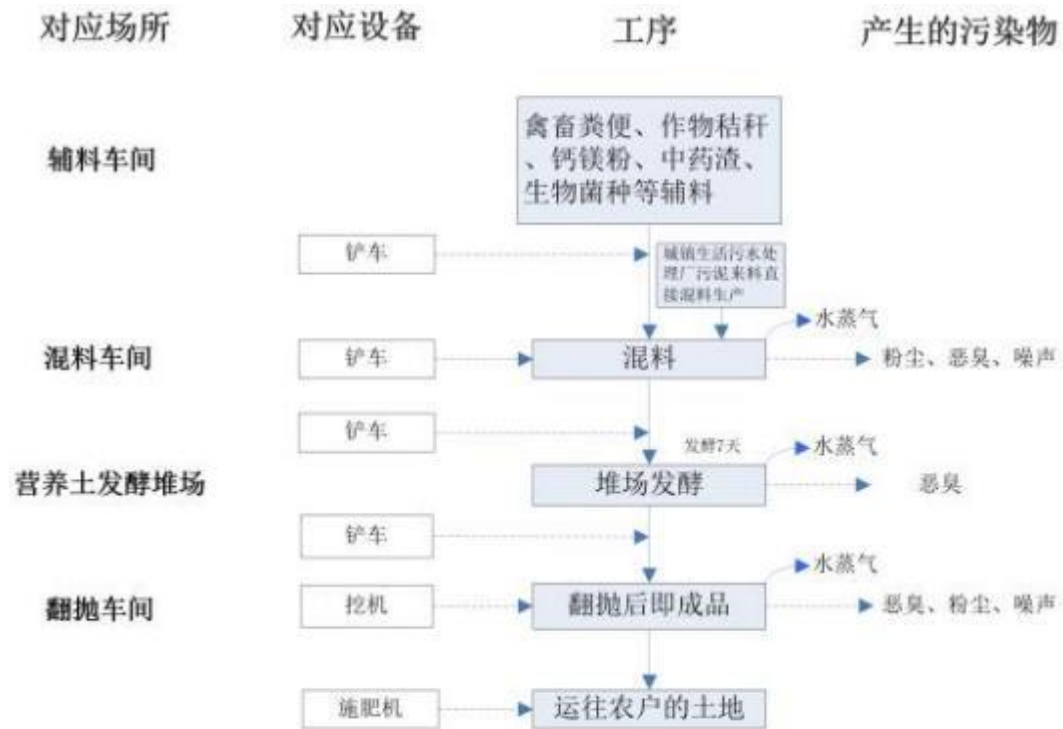 对应场所 对应设备 工序 产生的污染物
辅料车间
禽畜粪便、作物秸秆
、钙镁粉、中药渣、
生物菌种等辅料
铲车
城镇生活污水处
理厂污泥来料直
接混料生产
水蒸气
混料车间 铲车 混料 粉尘、恶臭、噪声
铲车
发酵7天 水蒸气
营养土发酵堆场 堆场发酵 恶臭
铲车
水蒸气
翻抛车间 挖机 翻抛后即成品 恶臭、粉尘、噪声
施肥机 运往农户的土地